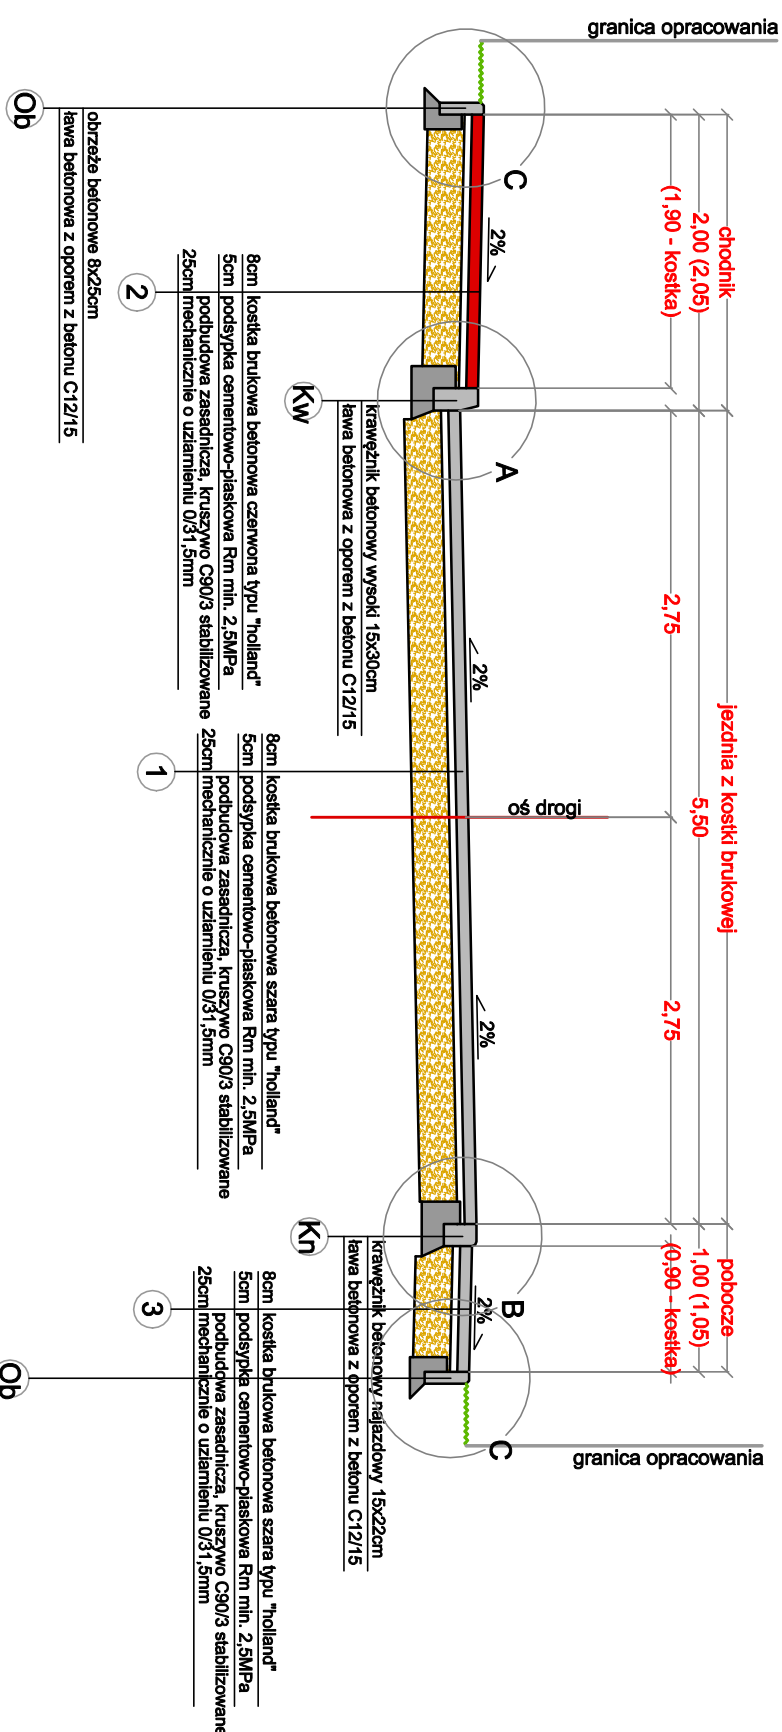 granica opracowania
chodnik
2,00 (2,05)
(1,90 - kostka)
jezdnia z kostki brukowej
5,50
2,75
2,75
pobocze
1,00 (1,05)
(0,90 - kostka)
granica opracowania
oś drogi
C
2%
A
2%
2%
B
2%
C
Ob
obrzeże betonowe 8x25cm
ława betonowa z oporem z betonu C12/15
2
8cm kostka brukowa betonowa czerwona typu "holland"
5cm podsypka cementowo-piaskowa Rm min. 2,5MPa
podbudowa zasadnicza, kruszywo C90/3 stabilizowane
25cm mechanicznie o uziarnieniu 0/31,5mm
Kw
krawężnik betonowy wysoki 15x30cm
ława betonowa z oporem z betonu C12/15
1
8cm kostka brukowa betonowa szara typu "holland"
5cm podsypka cementowo-piaskowa Rm min. 2,5MPa
podbudowa zasadnicza, kruszywo C90/3 stabilizowane
25cm mechanicznie o uziarnieniu 0/31,5mm
Kn
krawężnik betonowy najazdowy 15x22cm
ława betonowa z oporem z betonu C12/15
3
8cm kostka brukowa betonowa szara typu "holland"
5cm podsypka cementowo-piaskowa Rm min. 2,5MPa
podbudowa zasadnicza, kruszywo C90/3 stabilizowane
25cm mechanicznie o uziarnieniu 0/31,5mm
Ob